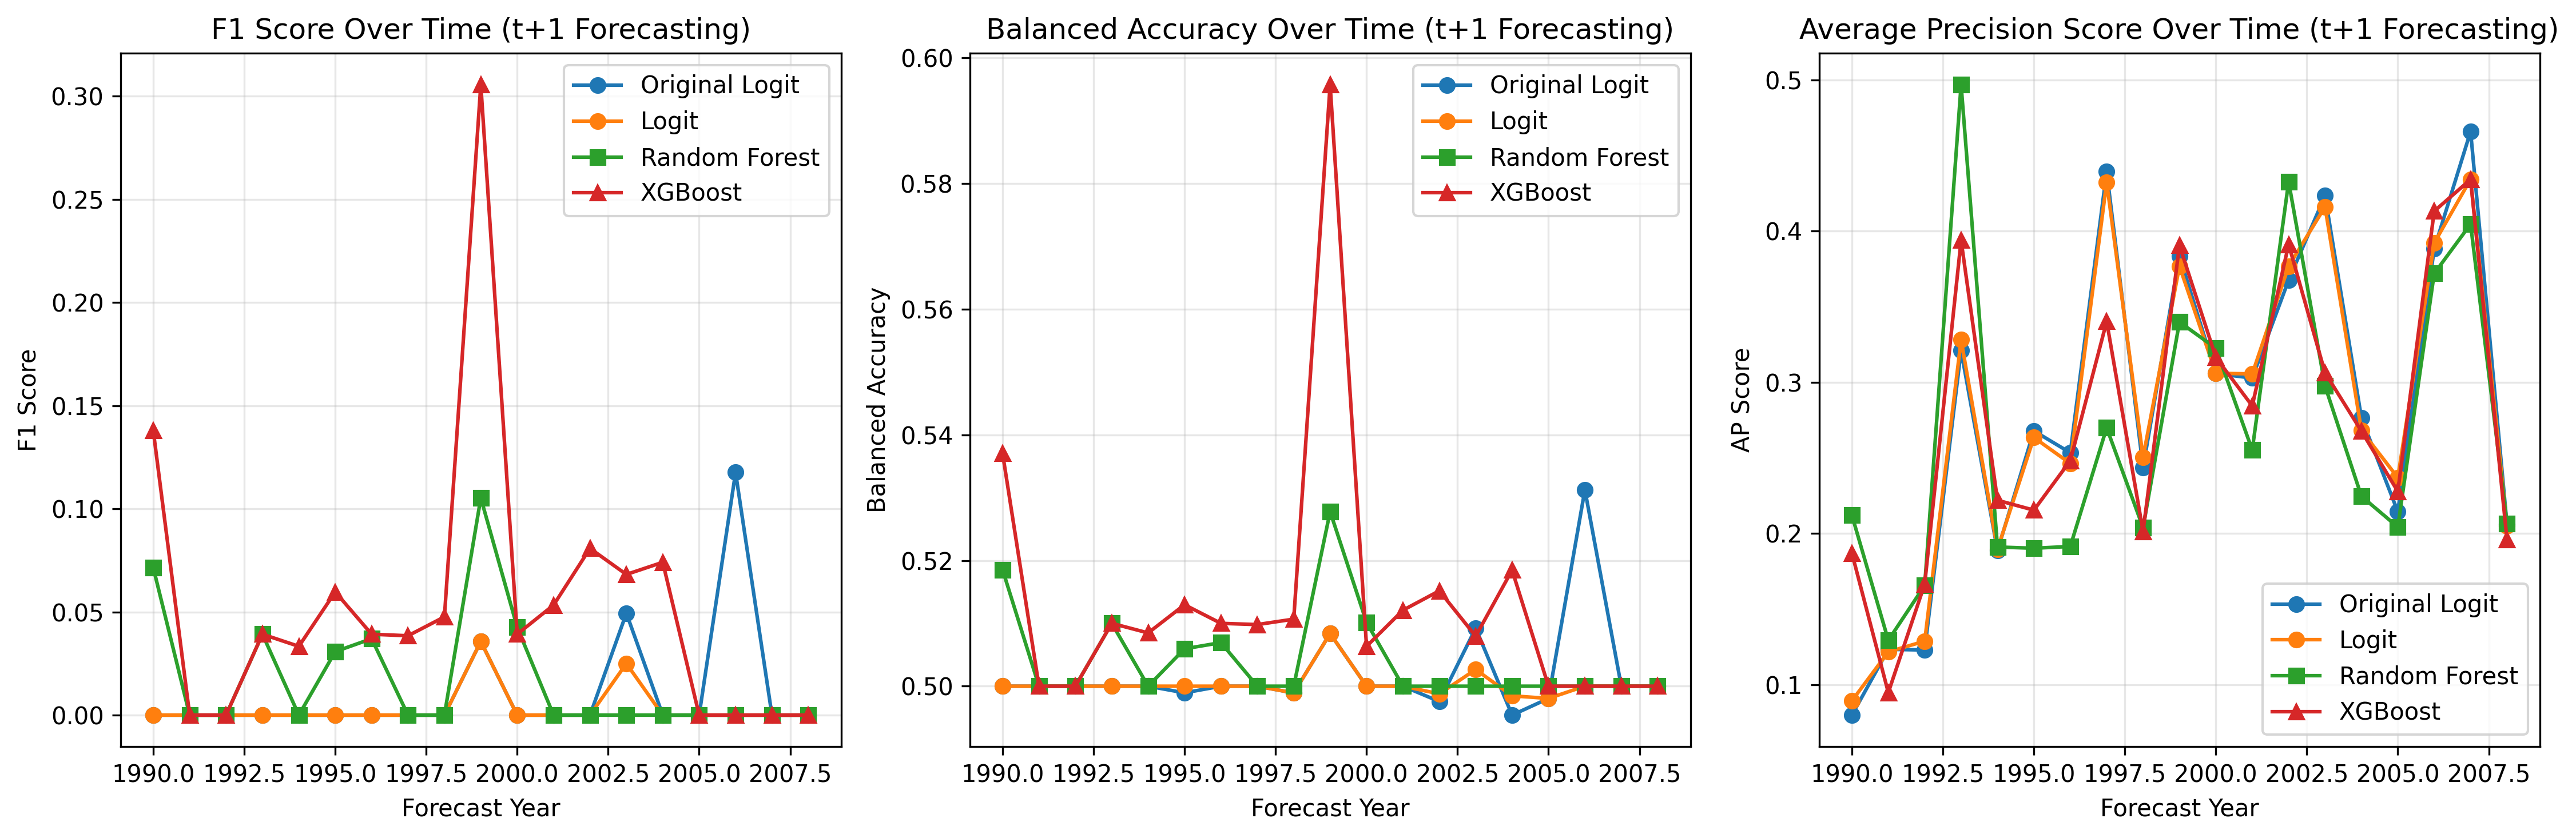 F1 Score Over Time (t+1 Forecasting)
F1 Score
0.30
0.25
0.20
0.15
0.10
0.05
0.00
Original Logit
Logit
Random Forest
XGBoost
1990.0 1992.5 1995.0 1997.5 2000.0 2002.5 2005.0 2007.5
Forecast Year
Balanced Accuracy Over Time (t+1 Forecasting)
Balanced Accuracy
0.60
0.58
0.56
0.54
0.52
0.50
Original Logit
Logit
Random Forest
XGBoost
1990.0 1992.5 1995.0 1997.5 2000.0 2002.5 2005.0 2007.5
Forecast Year
Average Precision Score Over Time (t+1 Forecasting)
AP Score
0.5
0.4
0.3
0.2
0.1
Original Logit
Logit
Random Forest
XGBoost
1990.0 1992.5 1995.0 1997.5 2000.0 2002.5 2005.0 2007.5
Forecast Year